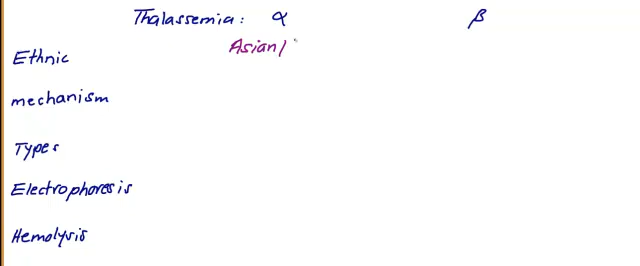 Thalassemia: α β
Asian/
Ethnic
mechanism
Types
Electrophoresis
Hemolysis